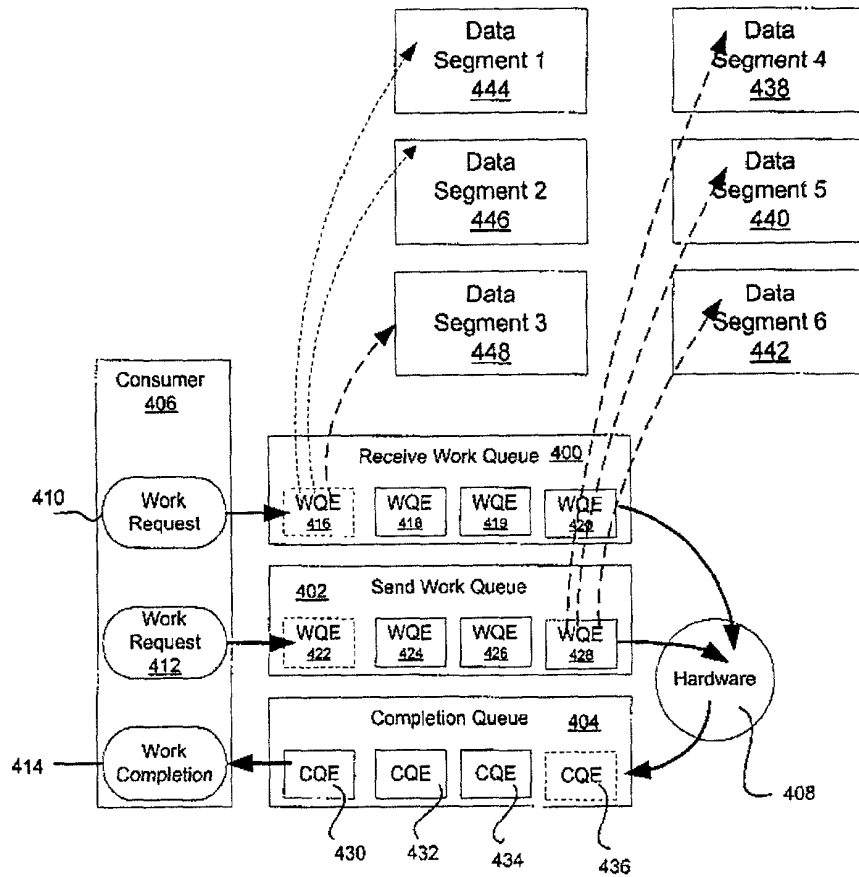 Data
Segment 1
444
Data
Segment 4
438
Data
Segment 2
446
Data
Segment 5
440
Data
Segment 3
448
Data
Segment 6
442
Consumer
406
Receive Work Queue 400
410
Work
Request
WQE
416
WQE
418
WQE
419
WQE
420
402
Send Work Queue
Work
Request
412
WQE
422
WQE
424
WQE
426
WQE
428
Hardware
Completion Queue
404
414
Work
Completion
CQE
CQE
CQE
CQE
408
430
432
434
436